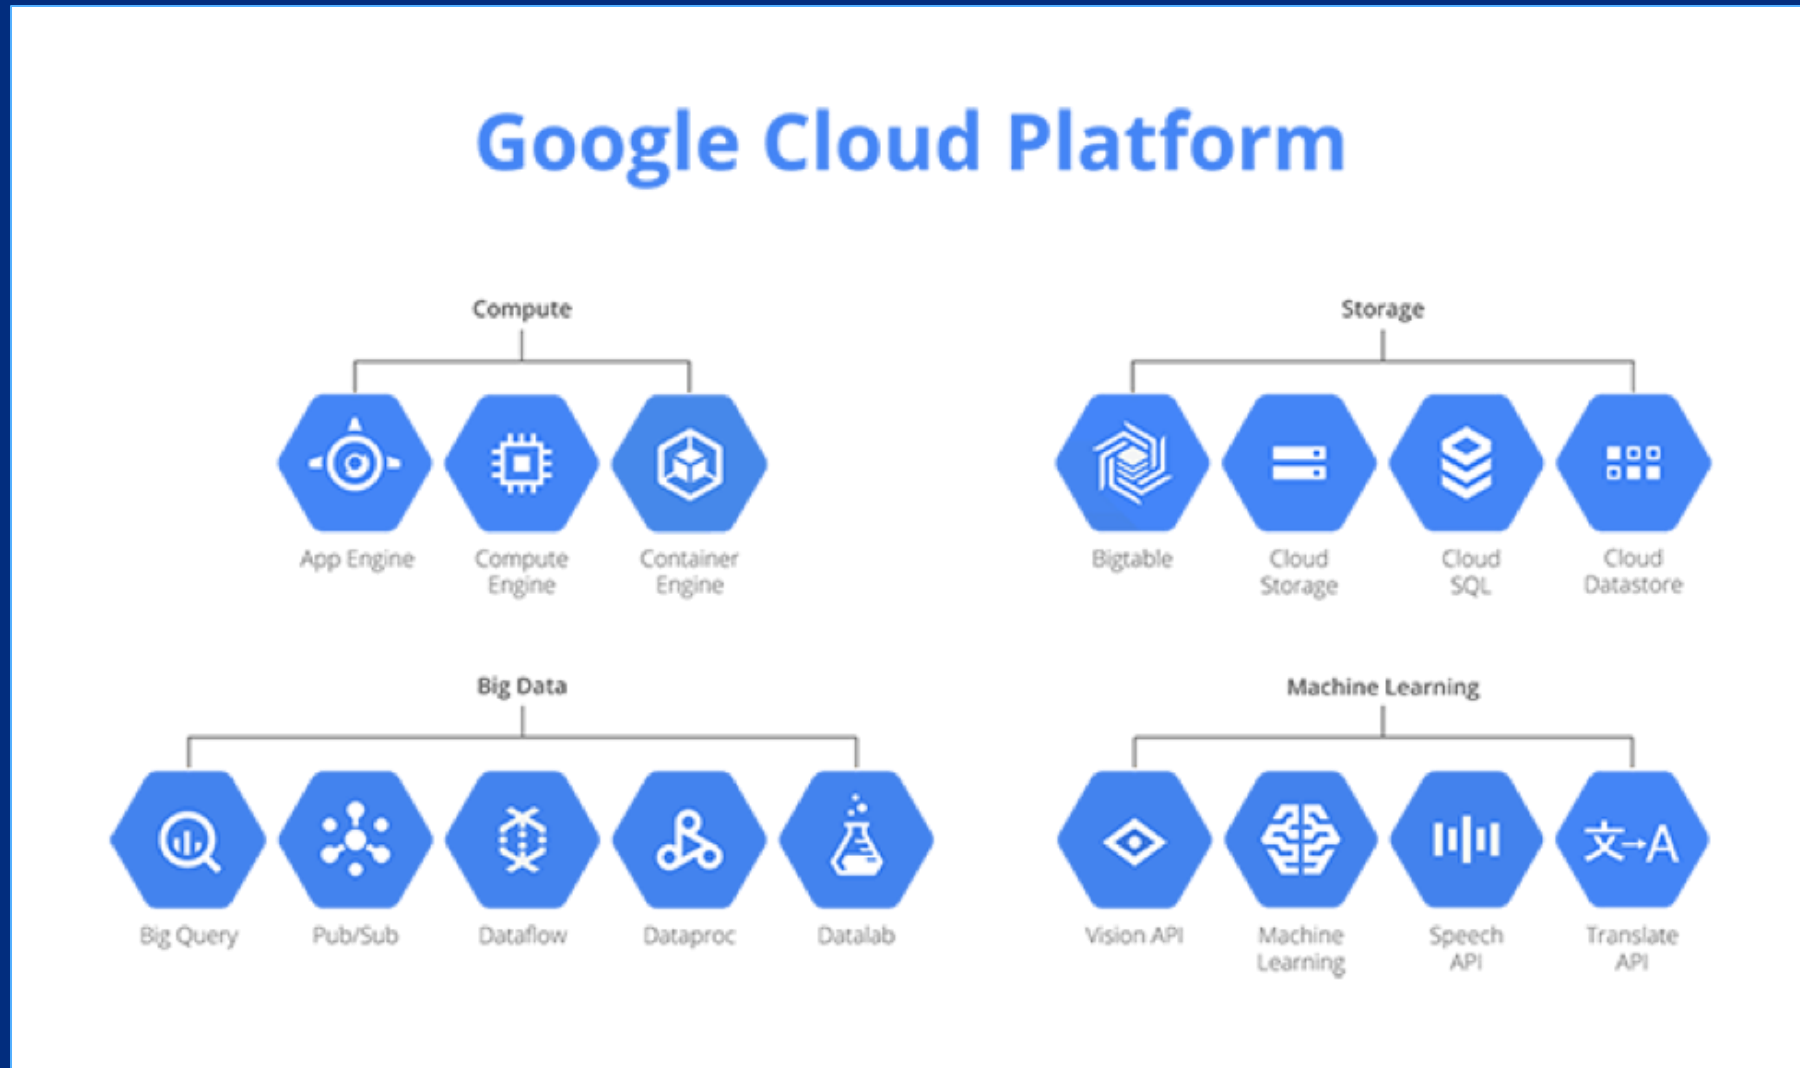 Google Cloud Platform
Compute
App Engine
Compute
Engine
Container
Engine
Storage
Bigtable
Cloud
Storage
Cloud
SQL
Cloud
Datastore
Big Data
Big Query
Pub/Sub
Dataflow
Dataproc
Datalab
Machine Learning
文→A
Vision API
Machine
Learning
Speech
API
Translate
API